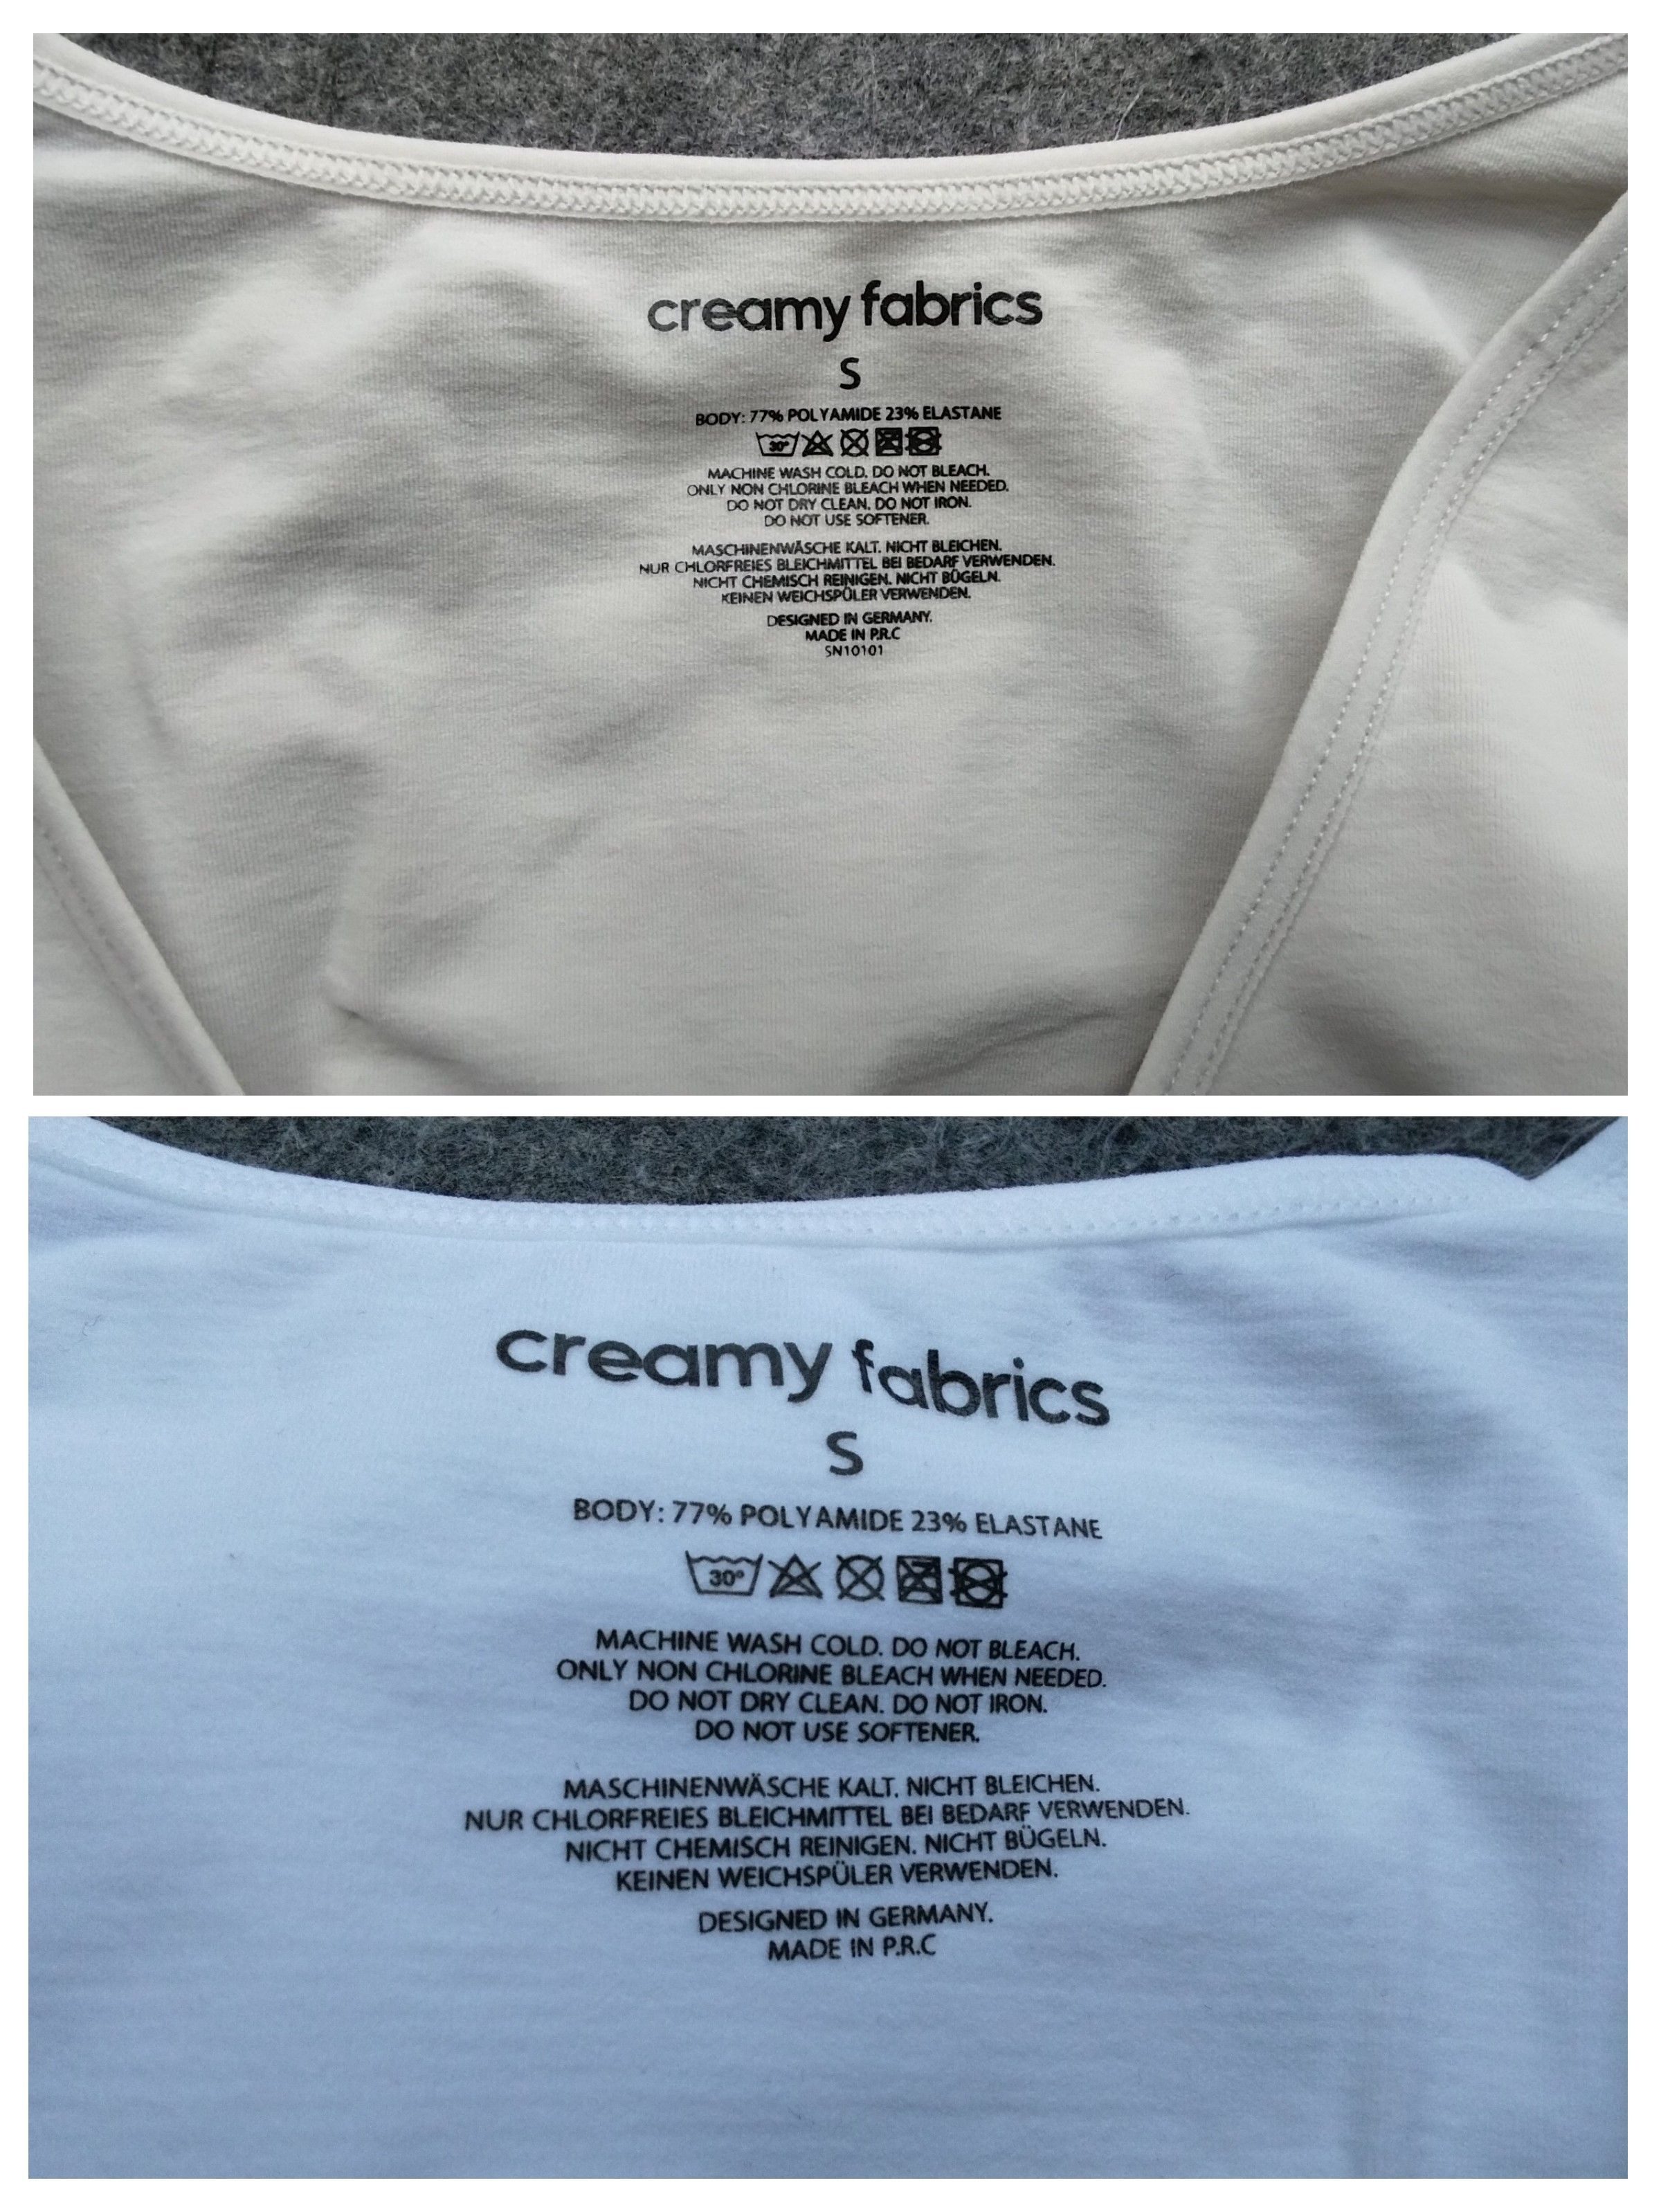 creamy fabrics
S
BODY: 77% POLYAMIDE 23% ELASTANE
30°
MACHINE WASH COLD. DO NOT BLEACH.
ONLY NON CHLORINE BLEACH WHEN NEEDED.
DO NOT DRY CLEAN. DO NOT IRON.
DO NOT USE SOFTENER.
MASCHINENWÄSCHE KALT. NICHT BLEICHEN.
NUR CHLORFREIES BLEICHMITTEL BEI BEDARF VERWENDEN.
NICHT CHEMISCH REINIGEN. NICHT BÜGELN.
KEINEN WEICHSPÜLER VERWENDEN.
DESIGNED IN GERMANY.
MADE IN P.R.C
SN10101
creamy fabrics
S
BODY: 77% POLYAMIDE 23% ELASTANE
30°
MACHINE WASH COLD. DO NOT BLEACH.
ONLY NON CHLORINE BLEACH WHEN NEEDED.
DO NOT DRY CLEAN. DO NOT IRON.
DO NOT USE SOFTENER.
MASCHINENWÄSCHE KALT. NICHT BLEICHEN.
NUR CHLORFREIES BLEICHMITTEL BEI BEDARF VERWENDEN.
NICHT CHEMISCH REINIGEN. NICHT BÜGELN.
KEINEN WEICHSPÜLER VERWENDEN.
DESIGNED IN GERMANY.
MADE IN P.R.C